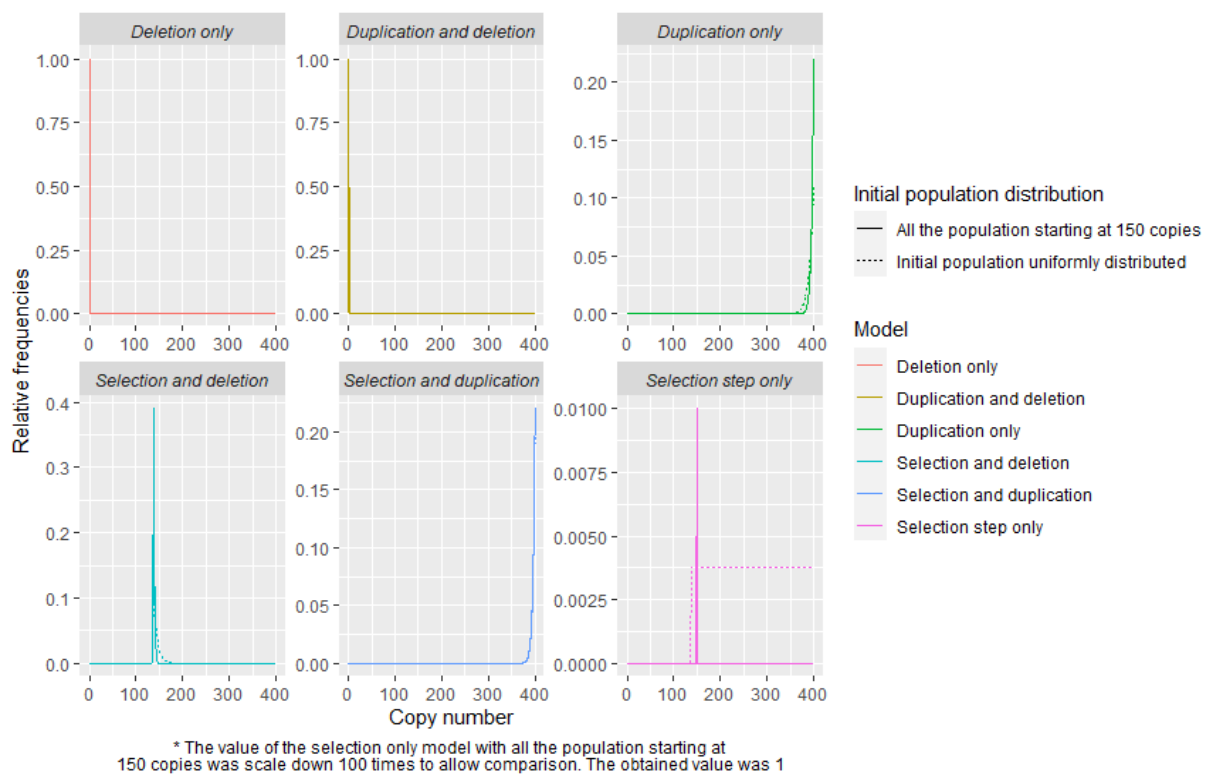 Deletion only
Duplication and deletion
Duplication only
1.00
0.75
0.50
0.25
0.00
0 100 200 300 400
1.00
0.75
0.50
0.25
0.00
0 100 200 300 400
0.20
0.15
0.10
0.05
0.00
0 100 200 300 400
Selection and deletion
Selection and duplication
Selection step only
0.4
0.3
0.2
0.1
0.0
0 100 200 300 400
0.20
0.15
0.10
0.05
0.00
0 100 200 300 400
0.0100
0.0075
0.0050
0.0025
0.0000
0 100 200 300 400
Relative frequencies
Copy number
Initial population distribution
All the population starting at 150 copies
Initial population uniformly distributed
Model
Deletion only
Duplication and deletion
Duplication only
Selection and deletion
Selection and duplication
Selection step only
* The value of the selection only model with all the population starting at
150 copies was scale down 100 times to allow comparison. The obtained value was 1